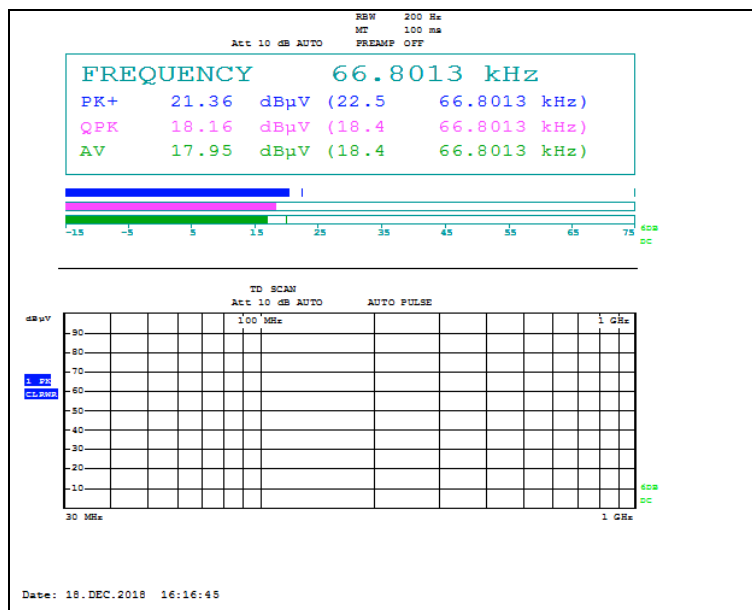 RBW 200 Hz
MT 100 ms
Att 10 dB AUTO PREAMP OFF
FREQUENCY 66.8013 kHz
PK+ 21.36 dBµV (22.5 66.8013 kHz)
QPK 18.16 dBµV (18.4 66.8013 kHz)
AV 17.95 dBµV (18.4 66.8013 kHz)
-15 -5 5 15 25 35 45 55 65 75
6DB
DC
TD SCAN
Att 10 dB AUTO AUTO PULSE
dBµV 100 MHz 1 GHz
90
80
70
1 PK
60
CLRWR
50
40
30
20
10
6DB
DC
30 MHz 1 GHz
Date: 18.DEC.2018 16:16:45